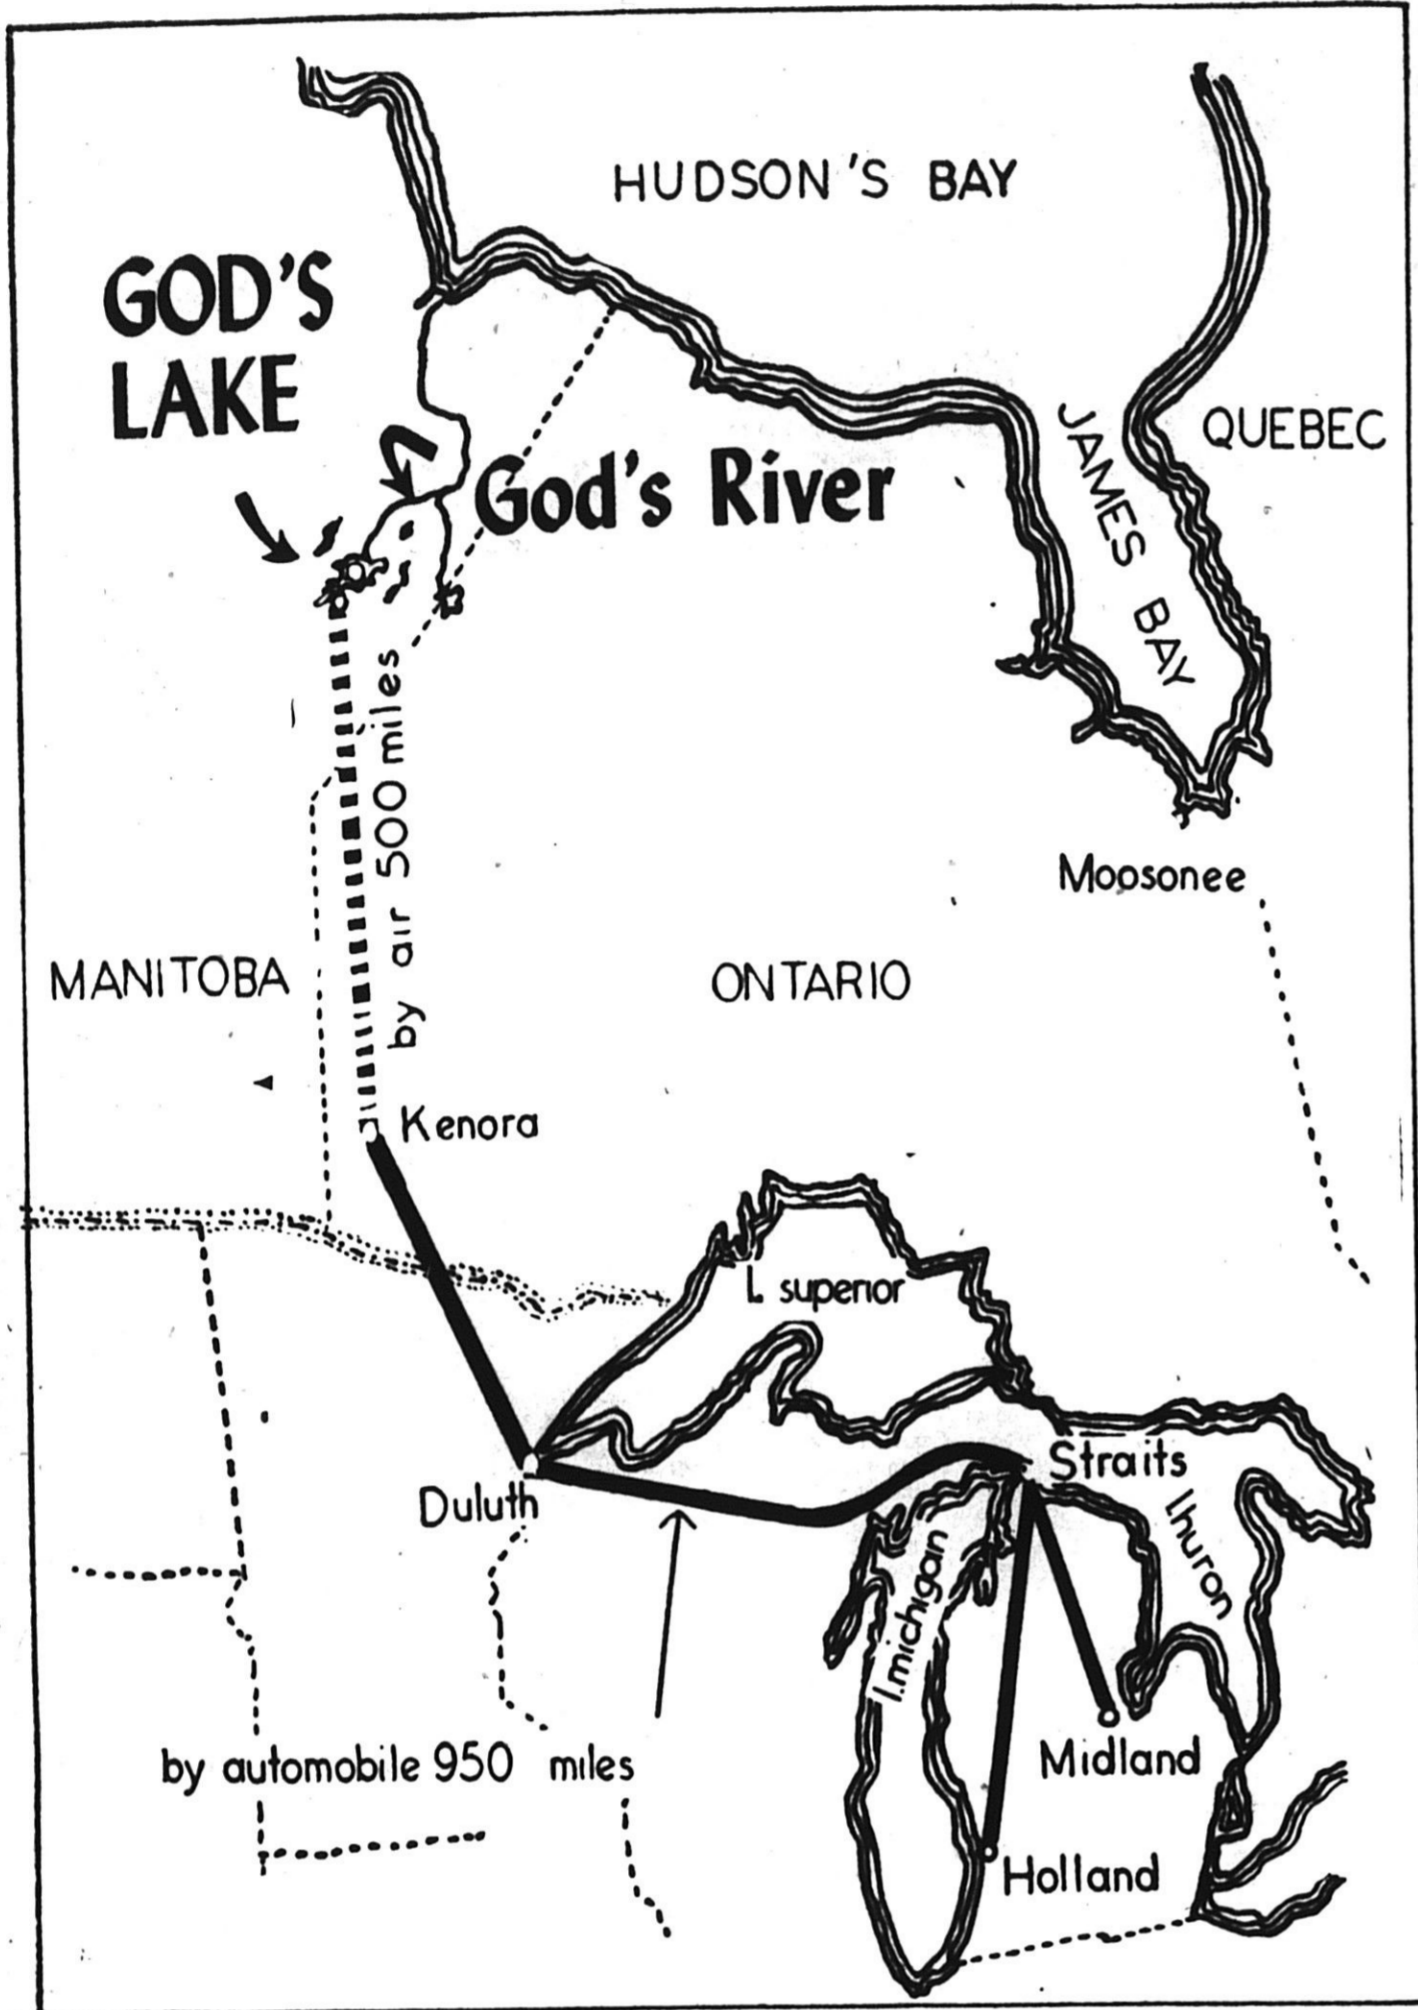 HUDSON'S BAY
GOD'S
LAKE
QUEBEC
JAMES BAY
God's River
by air 500 miles
Moosonee
MANITOBA
ONTARIO
Kenora
L superior
Straits
Duluth
l huron
l. michigan
by automobile 950 miles
Midland
Holland